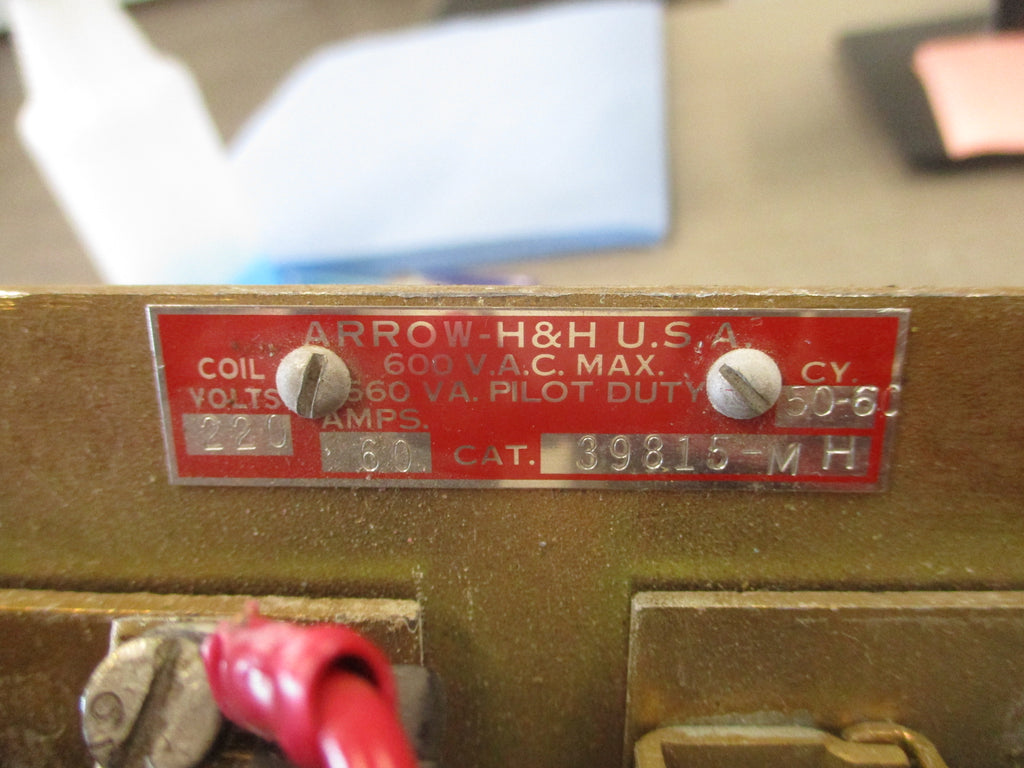 ARROW-H&H U.S.A.
600 V.A.C. MAX.
660 VA. PILOT DUTY
COIL
VOLTS
220
AMPS.
60
CAT. 39815-MH
CY.
50-60